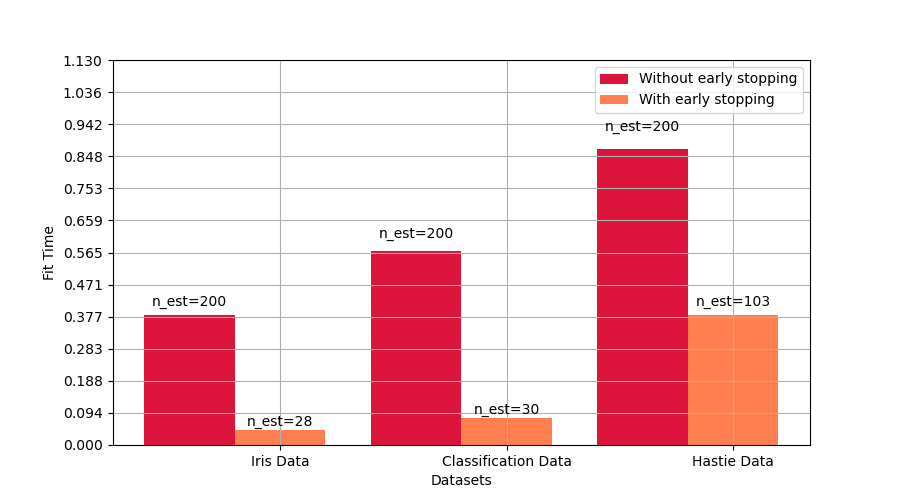 1.130
1.036
0.942
0.848
0.753
0.659
0.565
0.471
0.377
0.283
0.188
0.094
0.000
Fit Time
Without early stopping
With early stopping
n_est=200
n_est=200
n_est=200
n_est=103
n_est=28
n_est=30
Iris Data
Classification Data
Hastie Data
Datasets